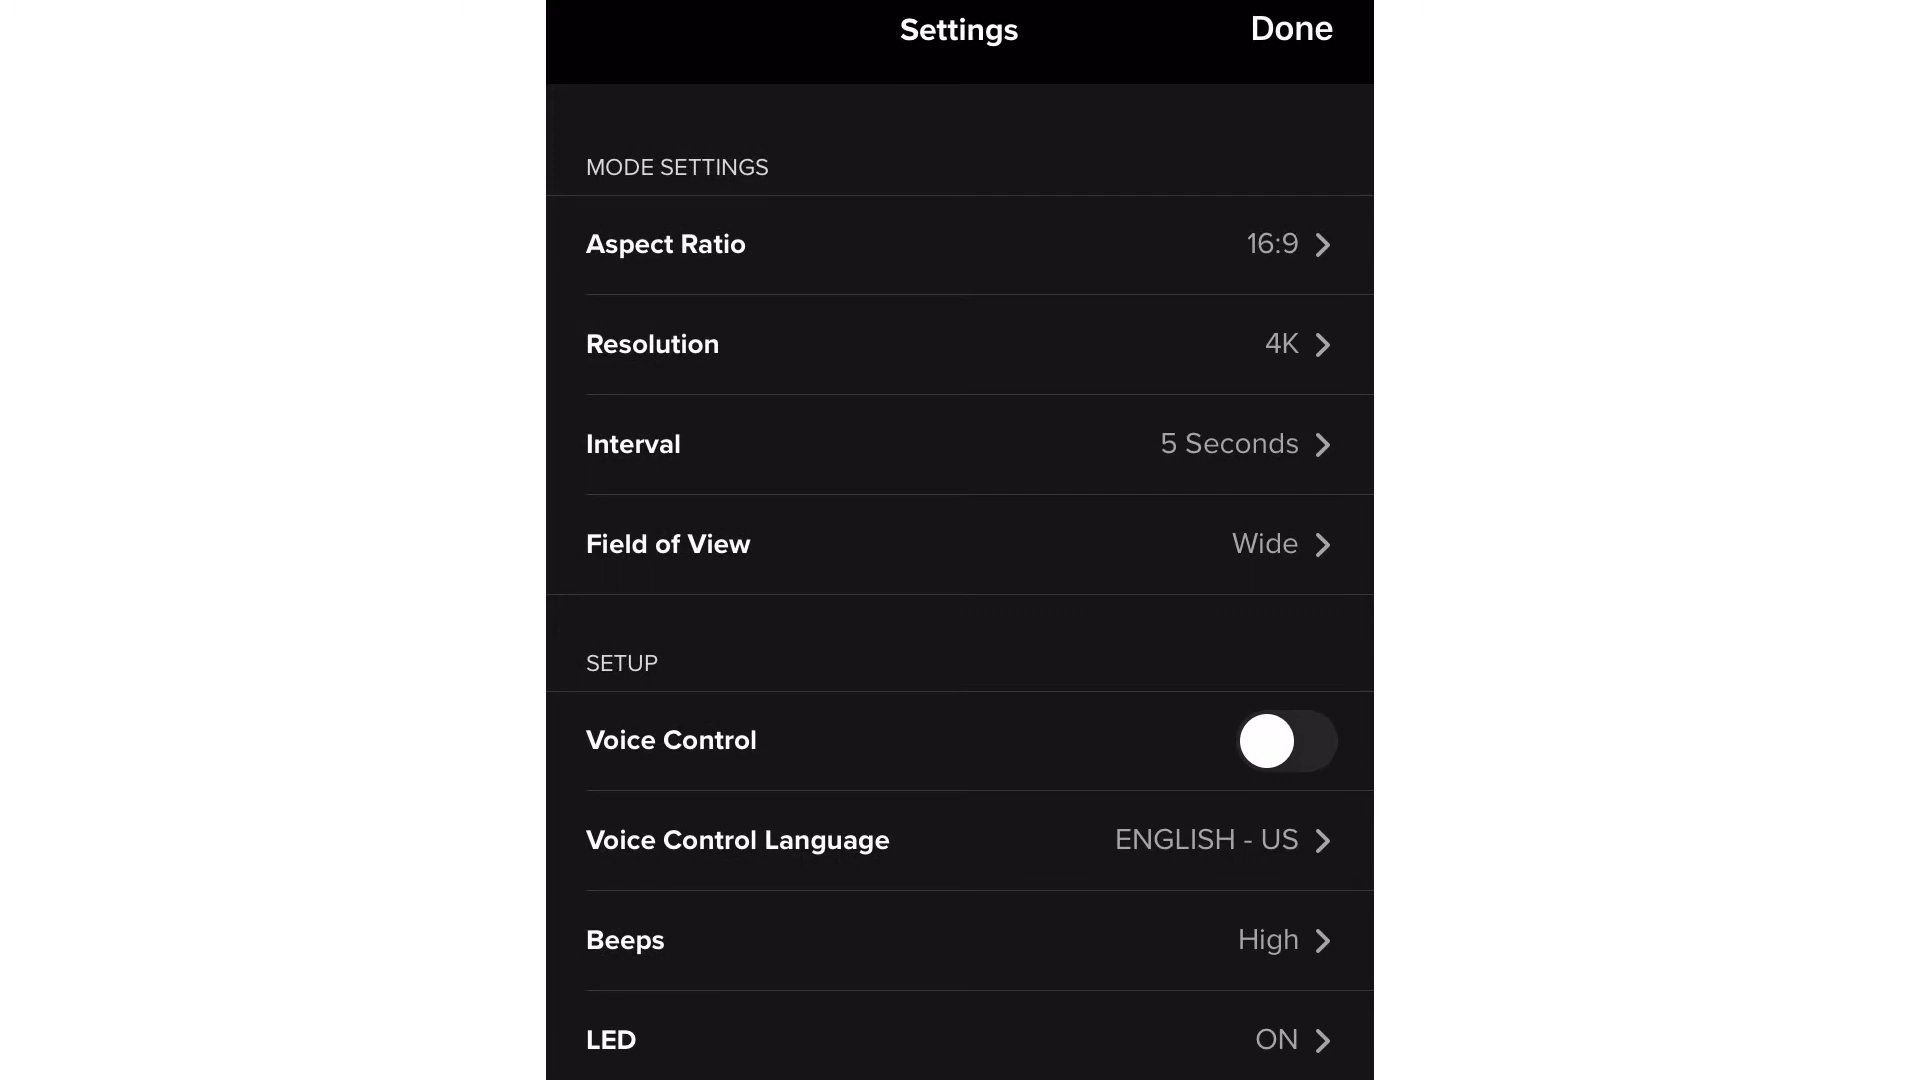 Settings
Done
MODE SETTINGS
Aspect Ratio 16:9
Resolution 4K
Interval 5 Seconds
Field of View Wide
SETUP
Voice Control
Voice Control Language ENGLISH - US
Beeps High
LED ON